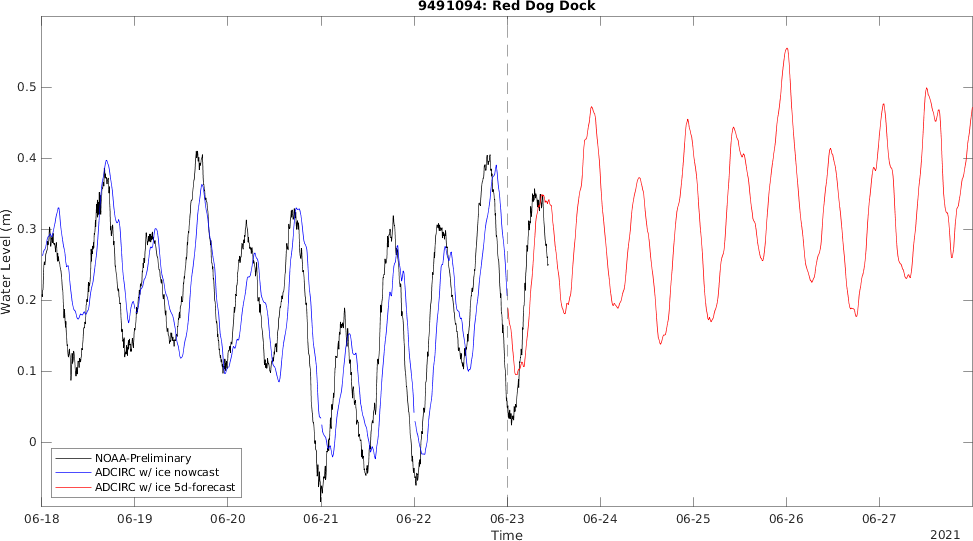 9491094: Red Dog Dock
Water Level (m)
0.5
0.4
0.3
0.2
0.1
0
NOAA-Preliminary
ADCIRC w/ ice nowcast
ADCIRC w/ ice 5d-forecast
06-18 06-19 06-20 06-21 06-22 06-23 06-24 06-25 06-26 06-27
Time
2021